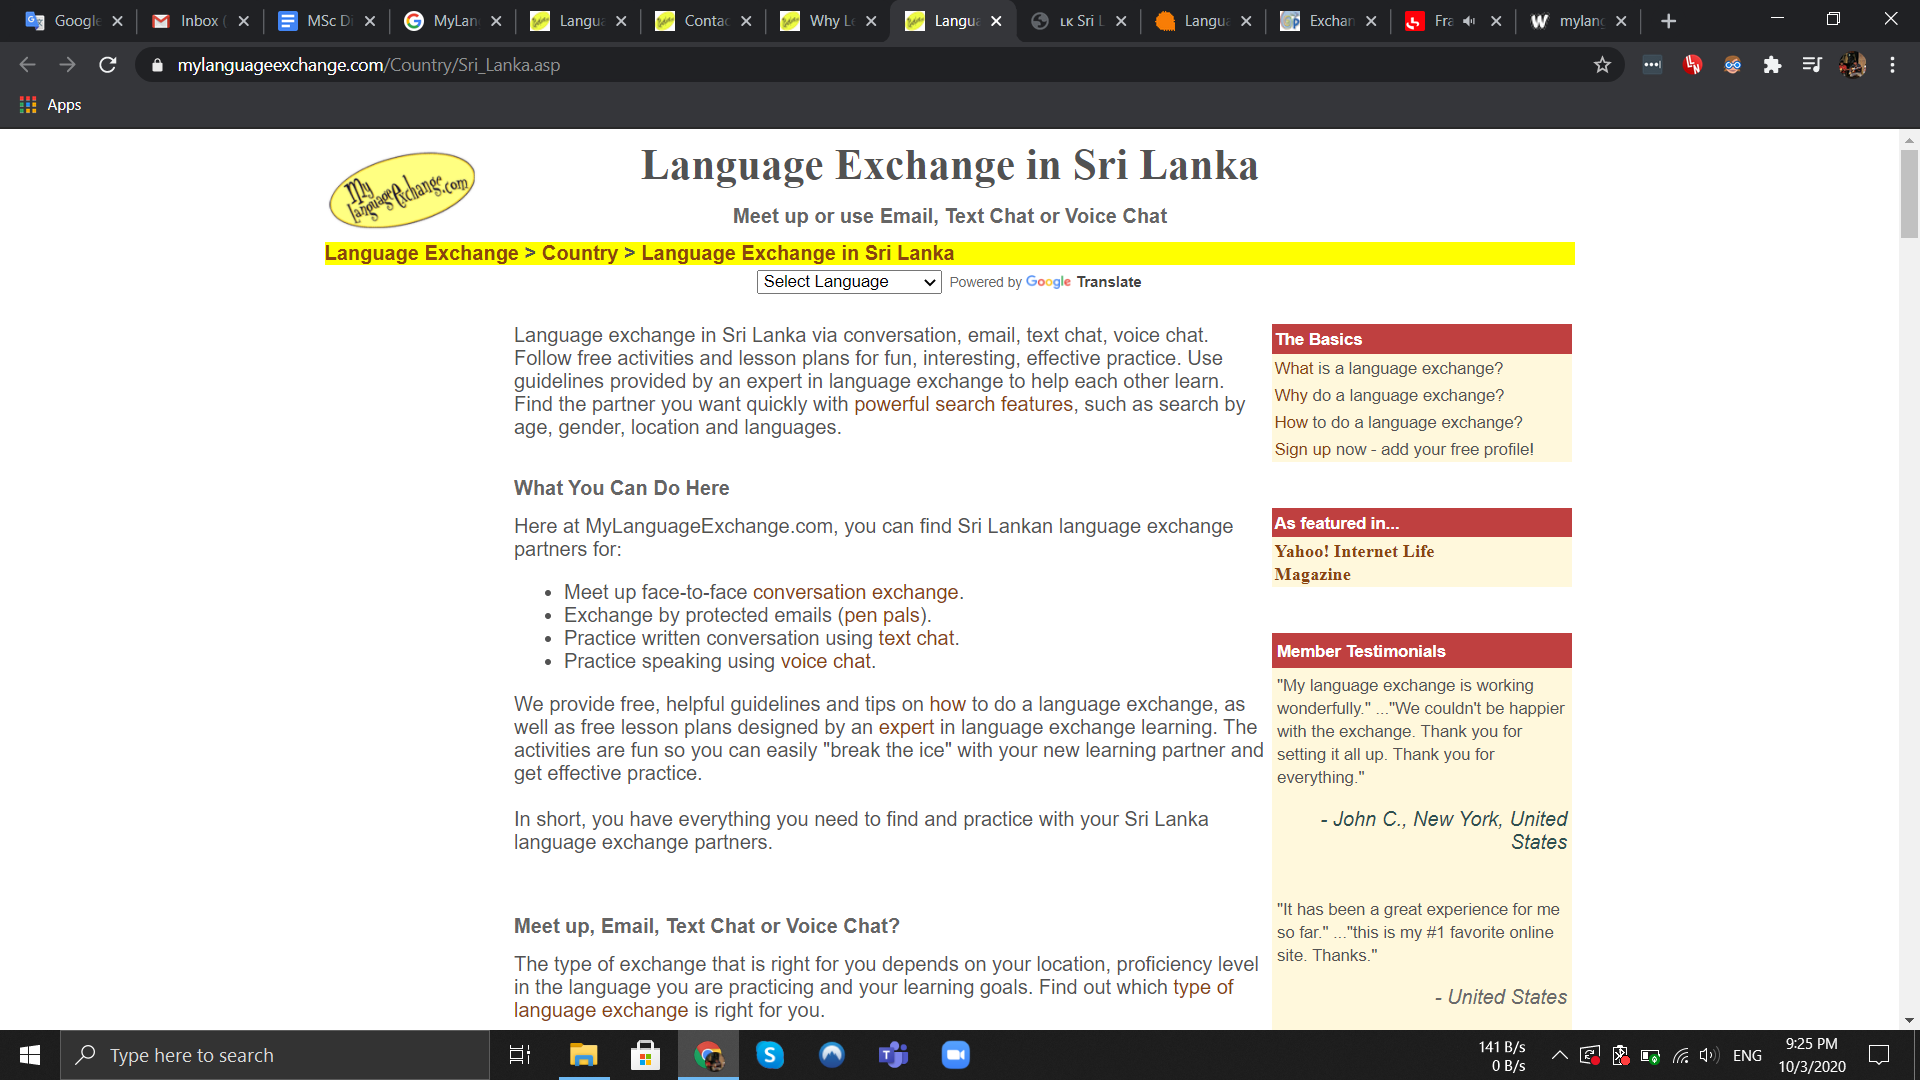 Google
Inbox (
MSc Di
MyLan
Langua
Contac
Why Le
Langua
LK Sri L
Langua
Exchan
Fra
mylang
mylanguageexchange.com/Country/Sri_Lanka.asp
Apps
My
LanguageExchange.com
Language Exchange in Sri Lanka
Meet up or use Email, Text Chat or Voice Chat
Language Exchange > Country > Language Exchange in Sri Lanka
Select Language
Powered by Google Translate
Language exchange in Sri Lanka via conversation, email, text chat, voice chat.
Follow free activities and lesson plans for fun, interesting, effective practice. Use
guidelines provided by an expert in language exchange to help each other learn.
Find the partner you want quickly with powerful search features, such as search by
age, gender, location and languages.
What You Can Do Here
Here at MyLanguageExchange.com, you can find Sri Lankan language exchange
partners for:
• Meet up face-to-face conversation exchange.
• Exchange by protected emails (pen pals).
• Practice written conversation using text chat.
• Practice speaking using voice chat.
We provide free, helpful guidelines and tips on how to do a language exchange, as
well as free lesson plans designed by an expert in language exchange learning. The
activities are fun so you can easily "break the ice" with your new learning partner and
get effective practice.
In short, you have everything you need to find and practice with your Sri Lanka
language exchange partners.
Meet up, Email, Text Chat or Voice Chat?
The type of exchange that is right for you depends on your location, proficiency level
in the language you are practicing and your learning goals. Find out which type of
language exchange is right for you.
The Basics
What is a language exchange?
Why do a language exchange?
How to do a language exchange?
Sign up now - add your free profile!
As featured in...
Yahoo! Internet Life
Magazine
Member Testimonials
"My language exchange is working
wonderfully." ..."We couldn't be happier
with the exchange. Thank you for
setting it all up. Thank you for
everything."
- John C., New York, United
States
"It has been a great experience for me
so far." ..."this is my #1 favorite online
site. Thanks."
- United States
Type here to search
141 B/s
0 B/s
ENG
9:25 PM
10/3/2020